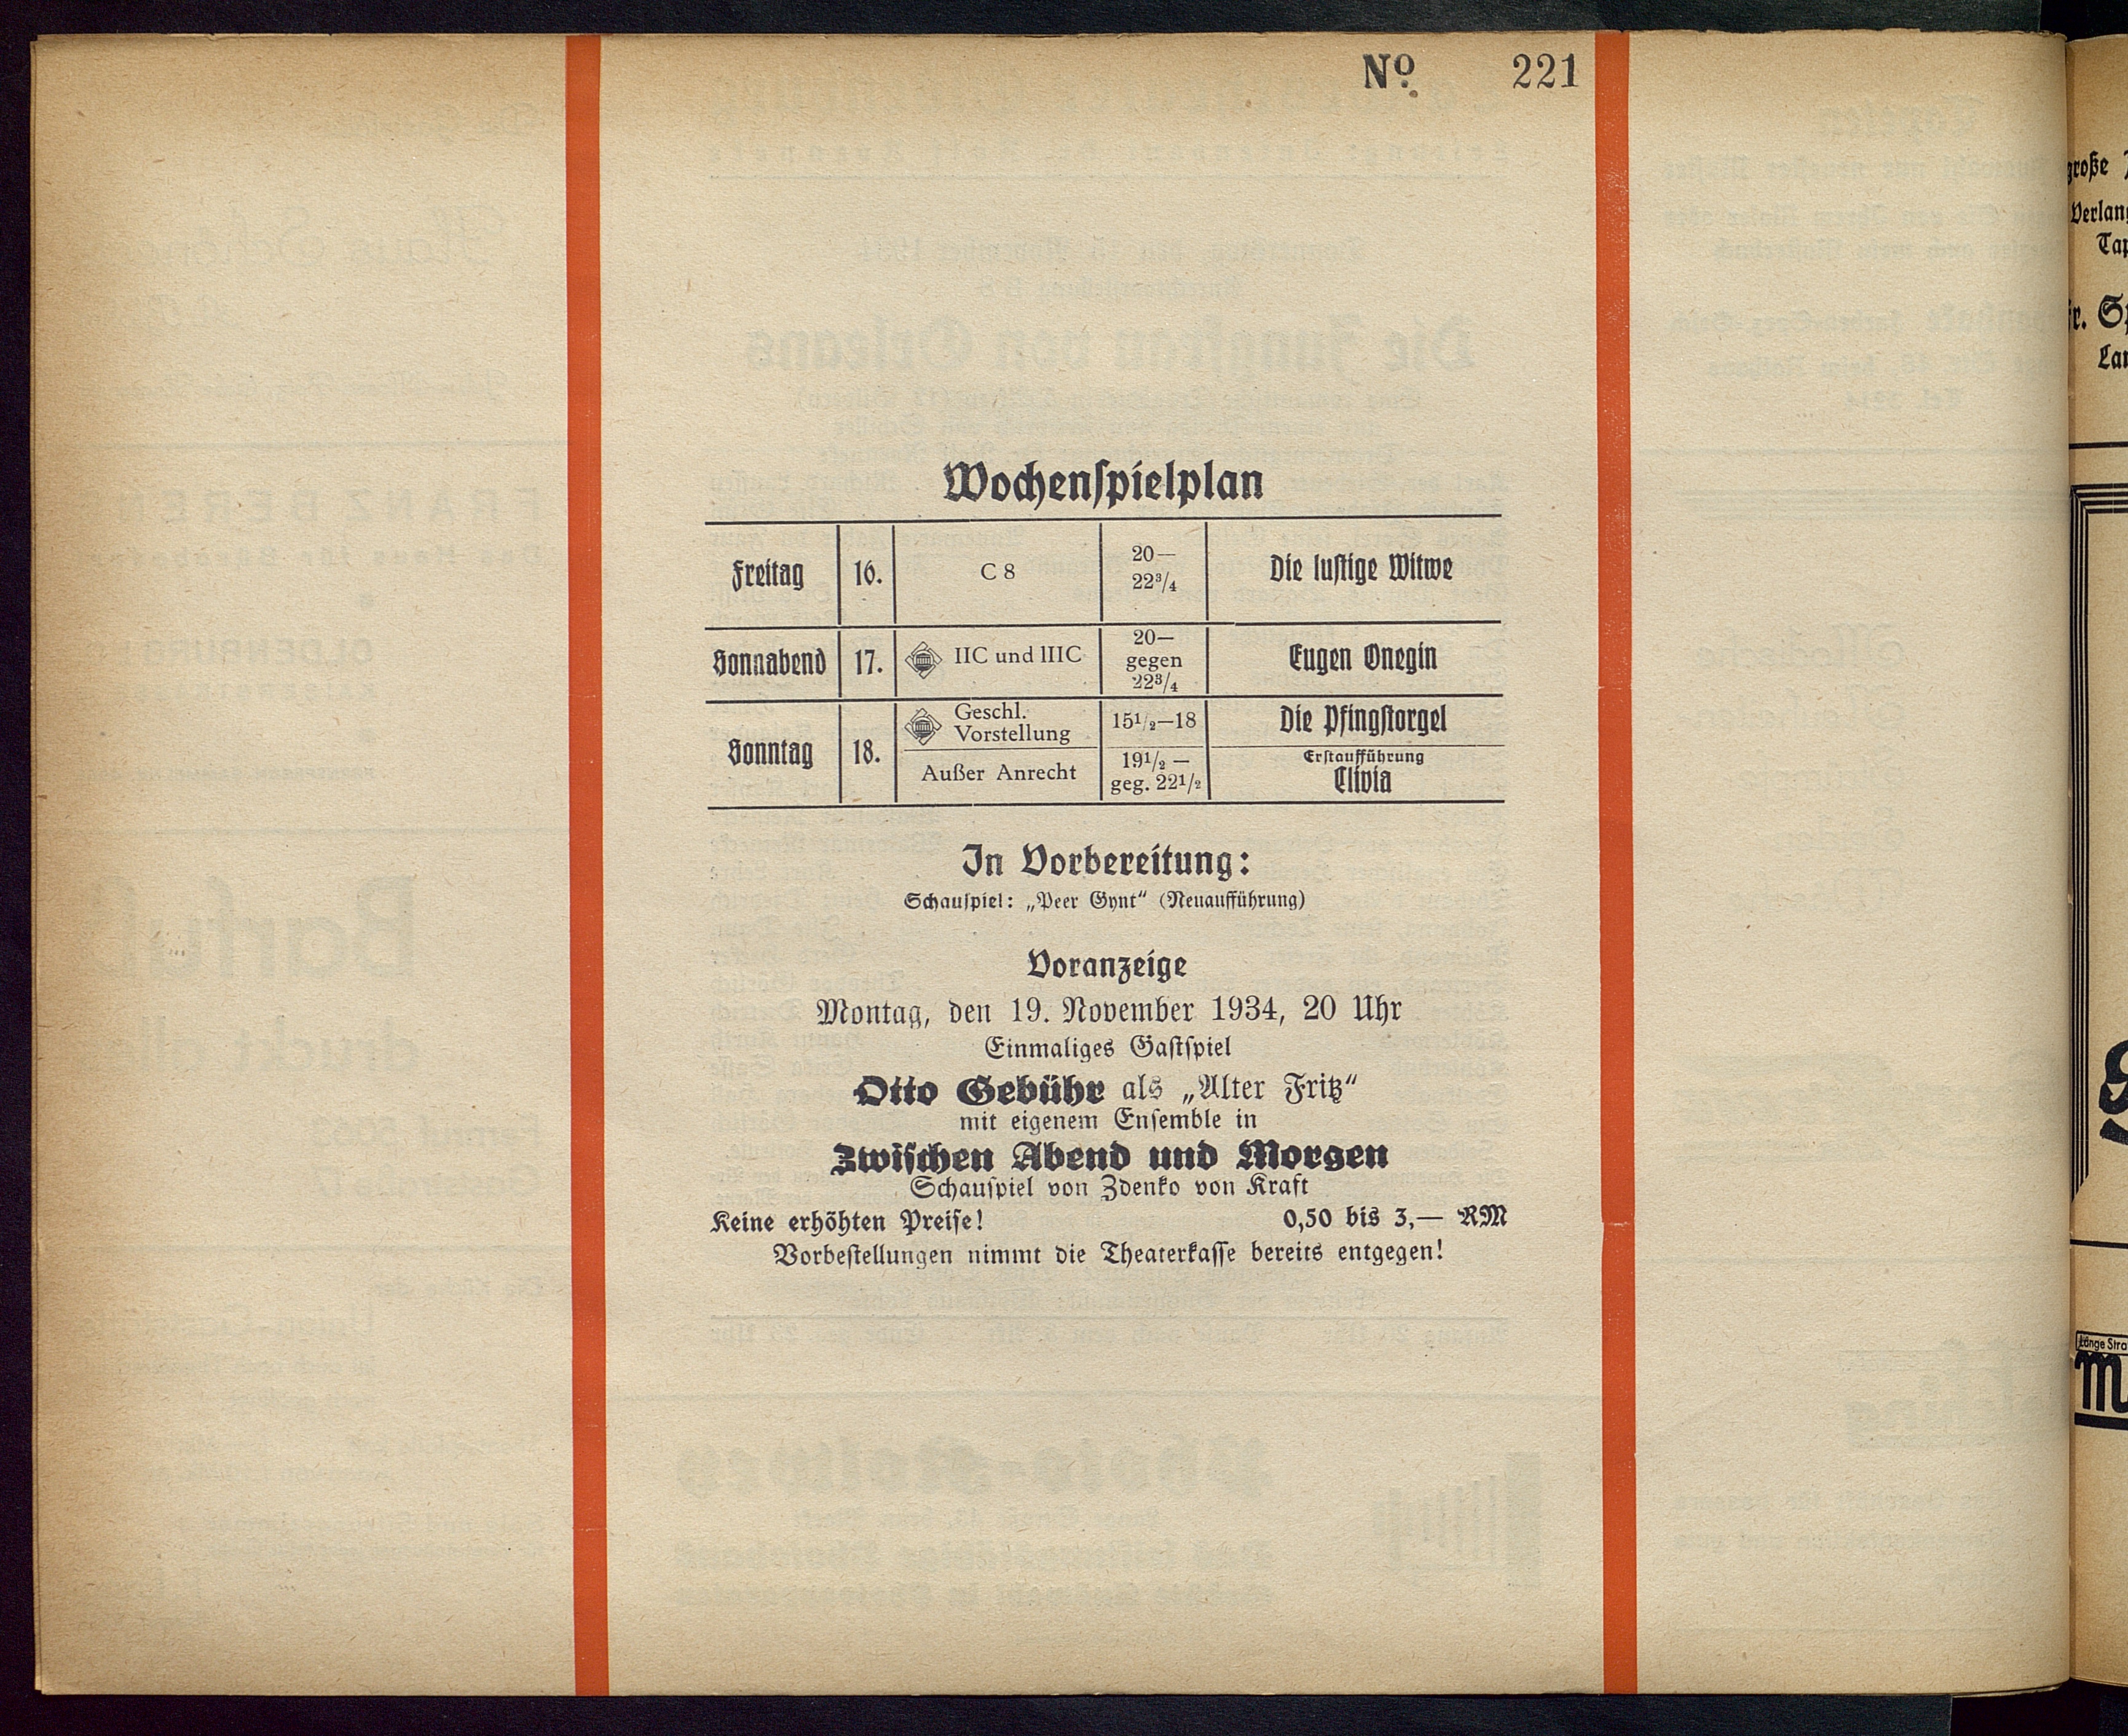 No. 221
Wochenspielplan
Freitag 16. C 8 20— 22³/₄ Die lustige Witwe
Sonnabend 17. IIC und IIIC 20— gegen 22³/₄ Eugen Onegin
Sonntag 18. Geschl. Vorstellung 15¹/₂—18 Die Pfingstorgel
Außer Anrecht 19¹/₂— geg. 22¹/₂ Erstaufführung Clivia
In Vorbereitung:
Schauspiel: „Peer Gynt“ (Neuaufführung)
Voranzeige
Montag, den 19. November 1934, 20 Uhr
Einmaliges Gastspiel
Otto Gebühr als „Alter Fritz“
mit eigenem Ensemble in
Zwischen Abend und Morgen
Schauspiel von Zdenko von Kraft
Keine erhöhten Preise! 0,50 bis 3,— RM
Vorbestellungen nimmt die Theaterkasse bereits entgegen!
große